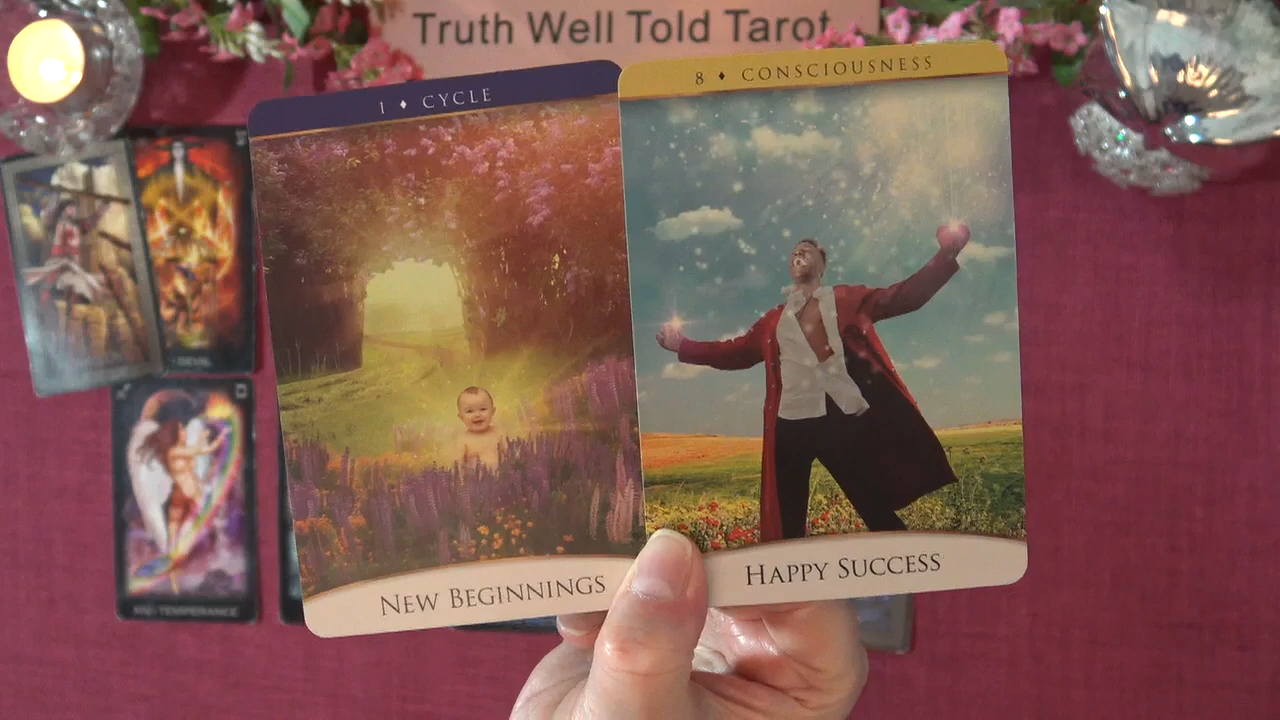 Truth Well Told Tarot
1 ♦ CYCLE
8 ♦ CONSCIOUSNESS
NEW BEGINNINGS
HAPPY SUCCESS
DEVIL
TEMPERANCE